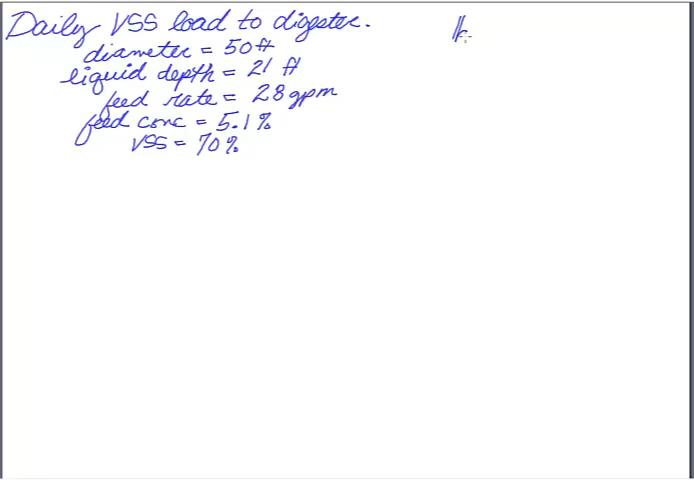 Daily VSS load to digester.
diameter = 50 ft
liquid depth = 21 ft
feed rate = 28 gpm
feed conc = 5.1%
VSS = 70%